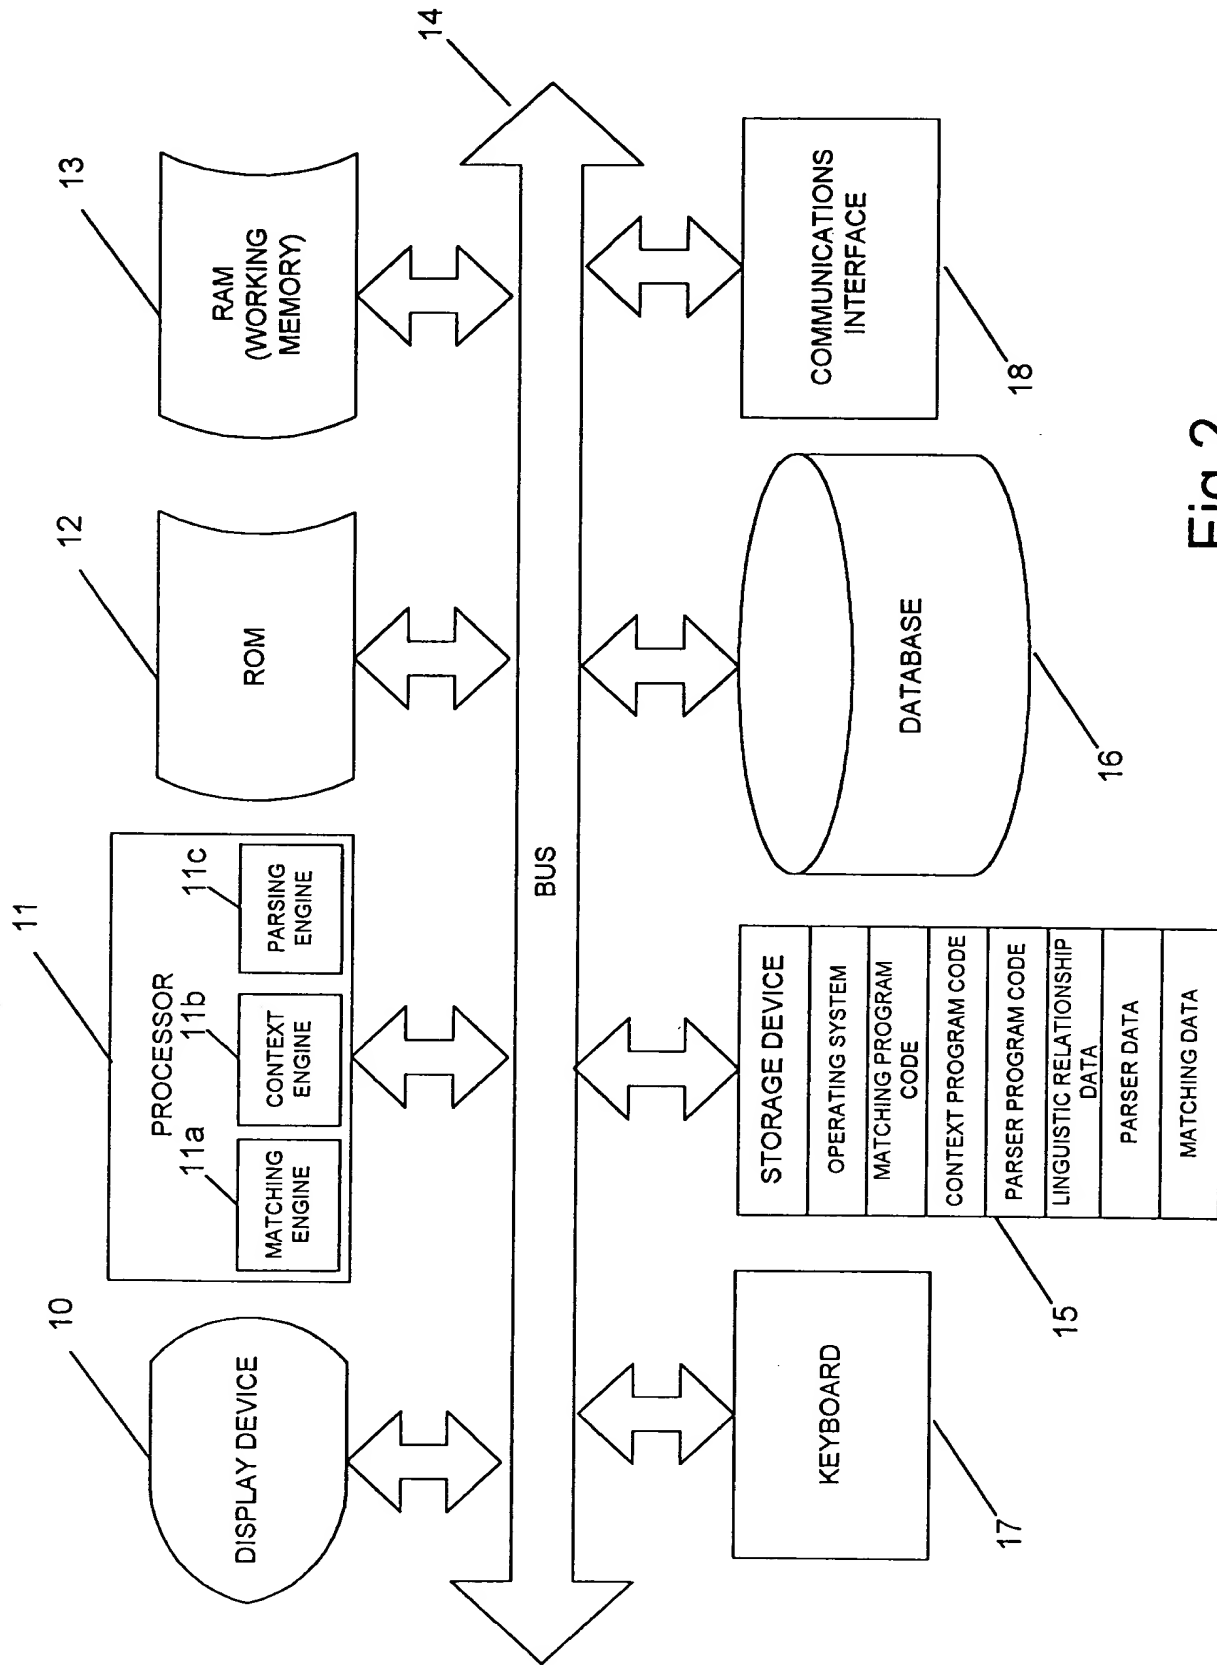 10
DISPLAY DEVICE
11
PROCESSOR
11a
MATCHING
ENGINE
11b
CONTEXT
ENGINE
11c
PARSING
ENGINE
12
ROM
13
RAM
(WORKING
MEMORY)
14
BUS
17
KEYBOARD
15
STORAGE DEVICE
OPERATING SYSTEM
MATCHING PROGRAM
CODE
CONTEXT PROGRAM CODE
PARSER PROGRAM CODE
LINGUISTIC RELATIONSHIP
DATA
PARSER DATA
MATCHING DATA
16
DATABASE
18
COMMUNICATIONS
INTERFACE
Fig 2